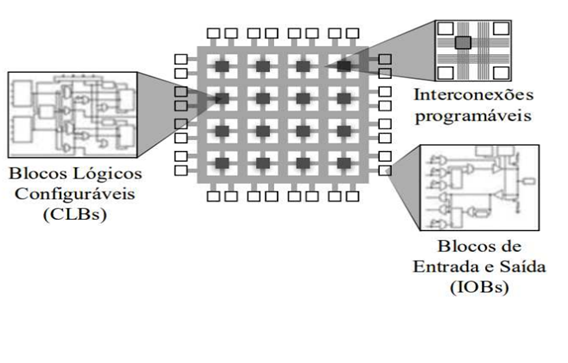 Interconexões
programáveis
Blocos Lógicos
Configuráveis
(CLBs)
Blocos de
Entrada e Saída
(IOBs)